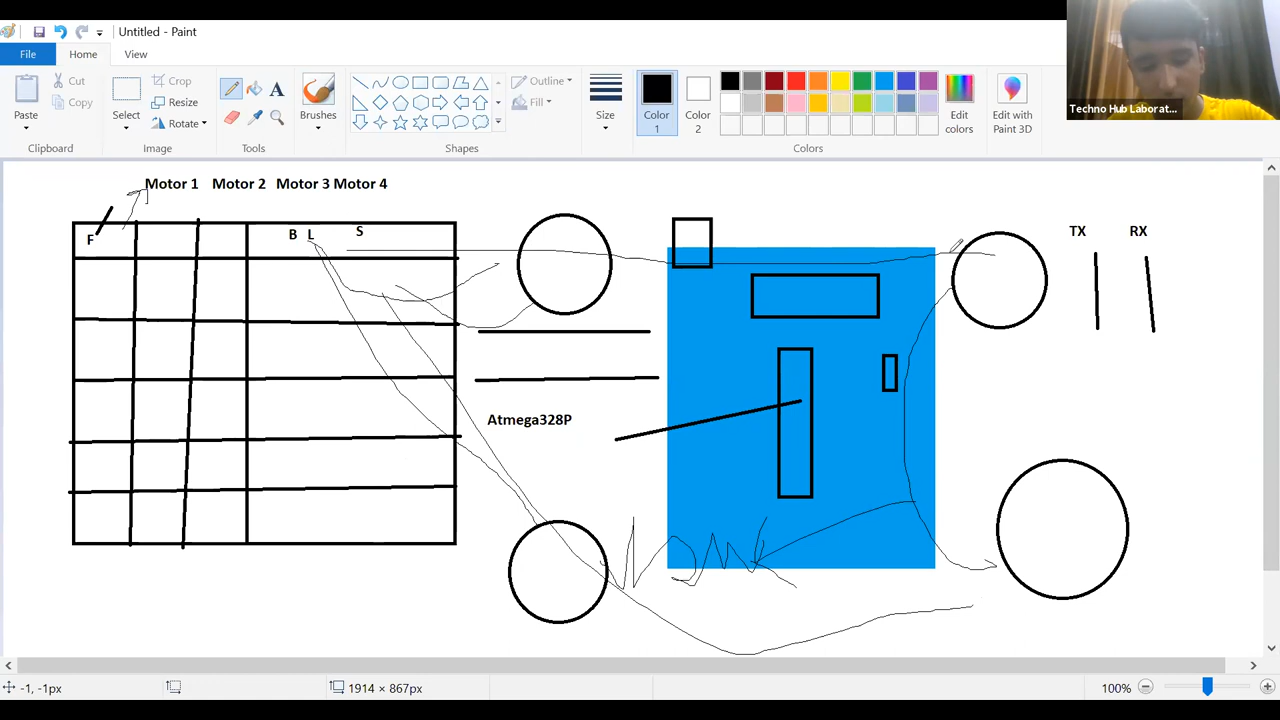 Untitled - Paint
File Home View
Paste
Cut
Copy
Clipboard
Select
Crop
Resize
Rotate
Image
Tools
Brushes
Shapes
Outline
Fill
Size
Color 1
Color 2
Colors
Edit colors
Edit with Paint 3D
Techno Hub Laborat...
Motor 1 Motor 2 Motor 3 Motor 4
F B L S
TX RX
Atmega328P
-1, -1px
1914 × 867px
100%